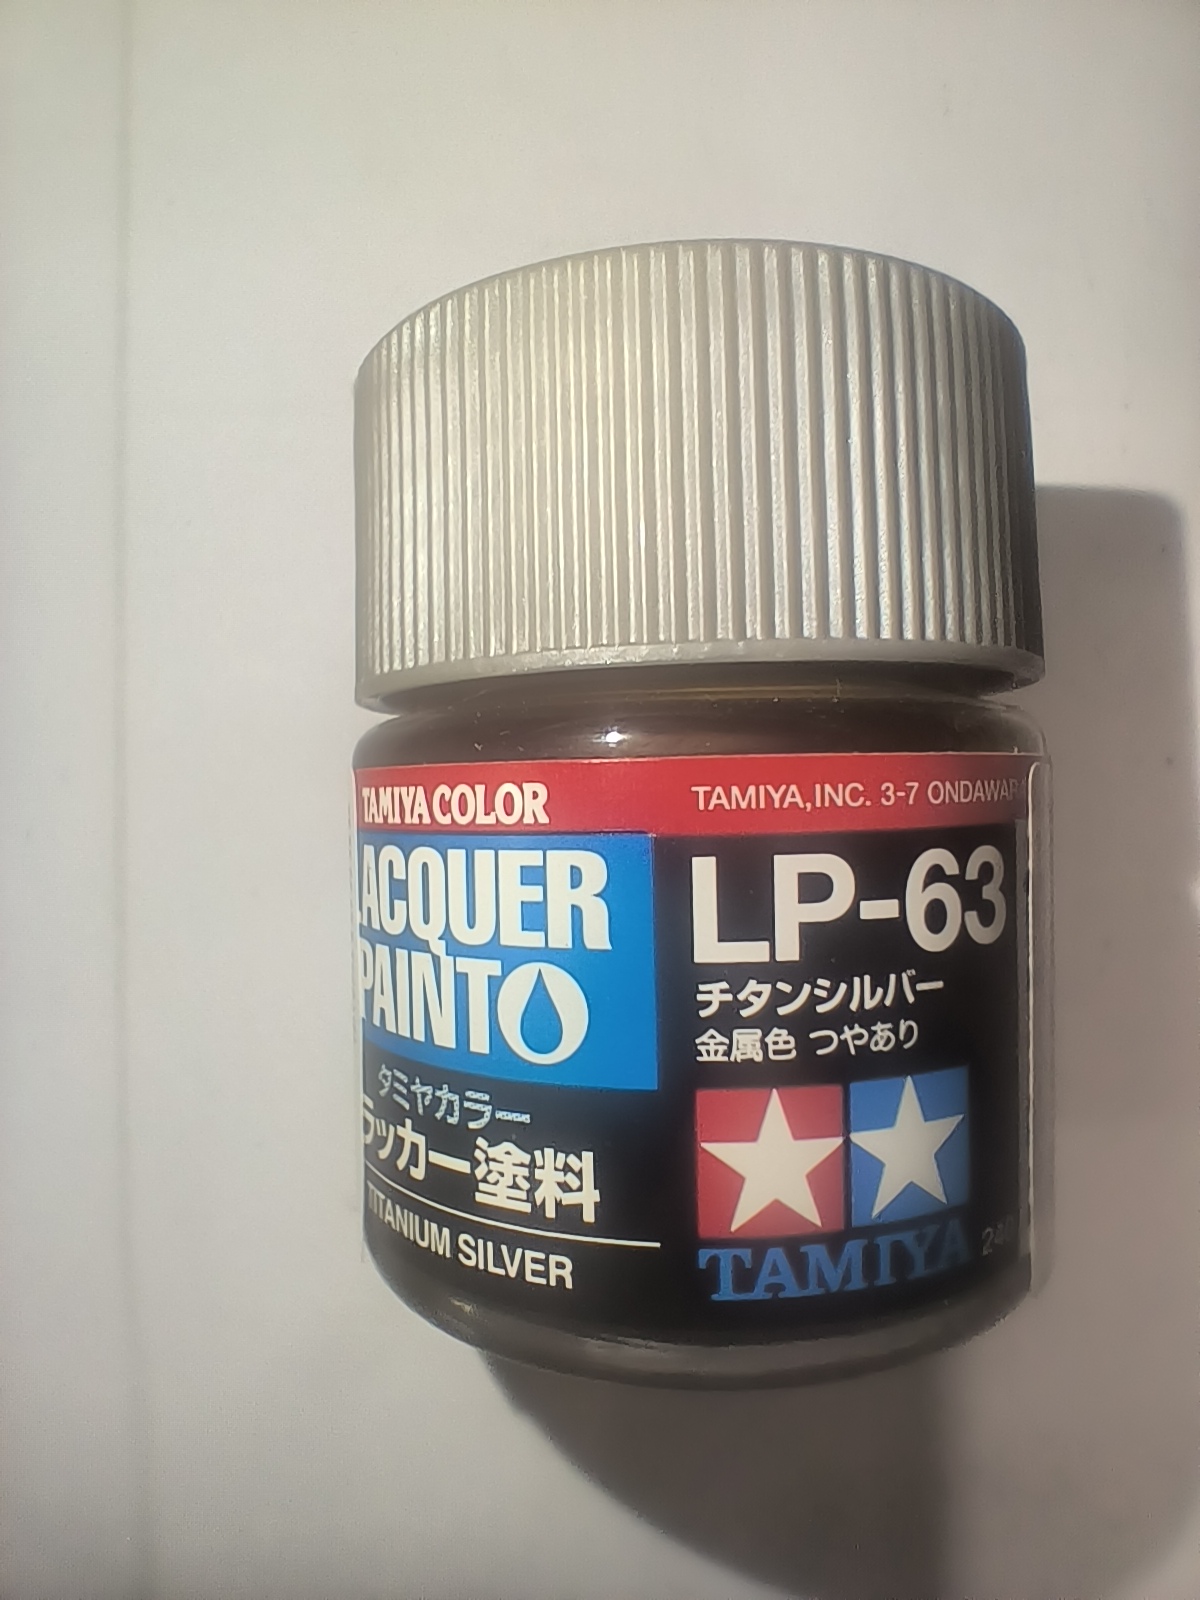 TAMIYA COLOR
TAMIYA, INC. 3-7
LACQUER
PAINT
タミヤカラー
ラッカー塗料
TITANIUM SILVER
LP-63
チタンシルバー
金属色 つやあり
TAMIYA